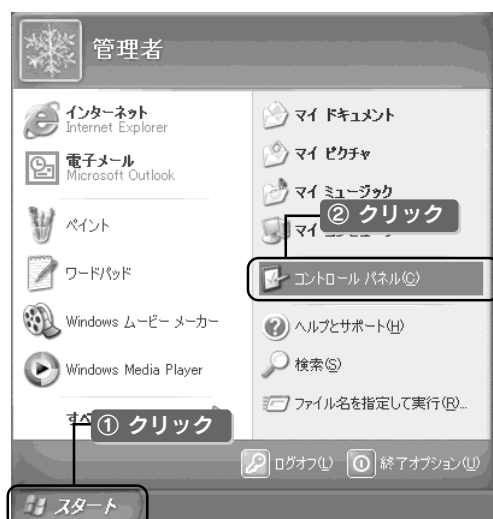 管理者
インターネット
Internet Explorer
電子メール
Microsoft Outlook
ペイント
ワードパッド
Windows ムービー メーカー
Windows Media Player
すべ
① クリック
マイ ドキュメント
マイ ピクチャ
マイ ミュージック
② クリック
マイ
コントロール パネル(C)
ヘルプとサポート(H)
検索(S)
ファイル名を指定して実行(R)...
ログオフ(L)
終了オプション(U)
スタート